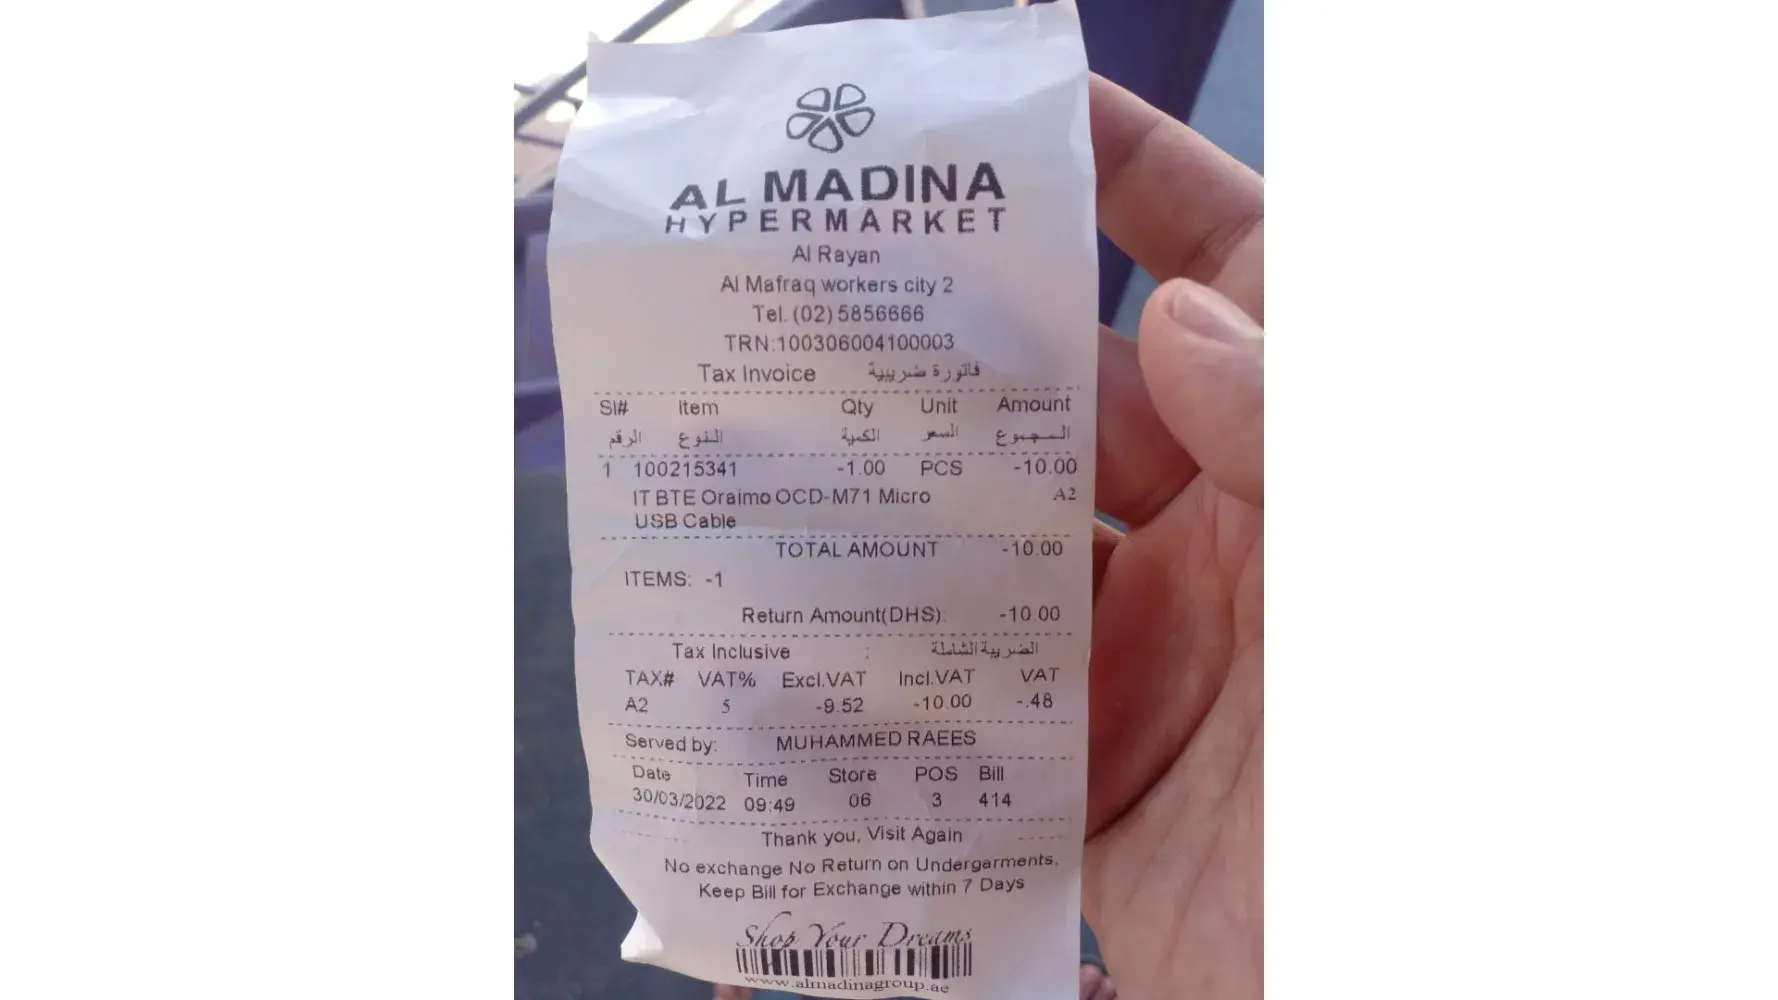 AL MADINA
HYPERMARKET
Al Rayan
Al Mafraq workers city 2
Tel. (02) 5856666
TRN:100306004100003
Tax Invoice فاتورة ضريبية
Sl# Item Qty Unit Amount
الرقم النوع الكمية السعر المجموع
1 100215341 -1.00 PCS -10.00
IT BTE Oraimo OCD-M71 Micro A2
USB Cable
TOTAL AMOUNT -10.00
ITEMS: -1
Return Amount(DHS): -10.00
Tax Inclusive : الضريبة الشاملة
TAX# VAT% Excl.VAT Incl.VAT VAT
A2 5 -9.52 -10.00 -.48
Served by: MUHAMMED RAEES
Date Time Store POS Bill
30/03/2022 09:49 06 3 414
Thank you, Visit Again
No exchange No Return on Undergarments,
Keep Bill for Exchange within 7 Days
Shop Your Dreams
www.almadinagroup.ae